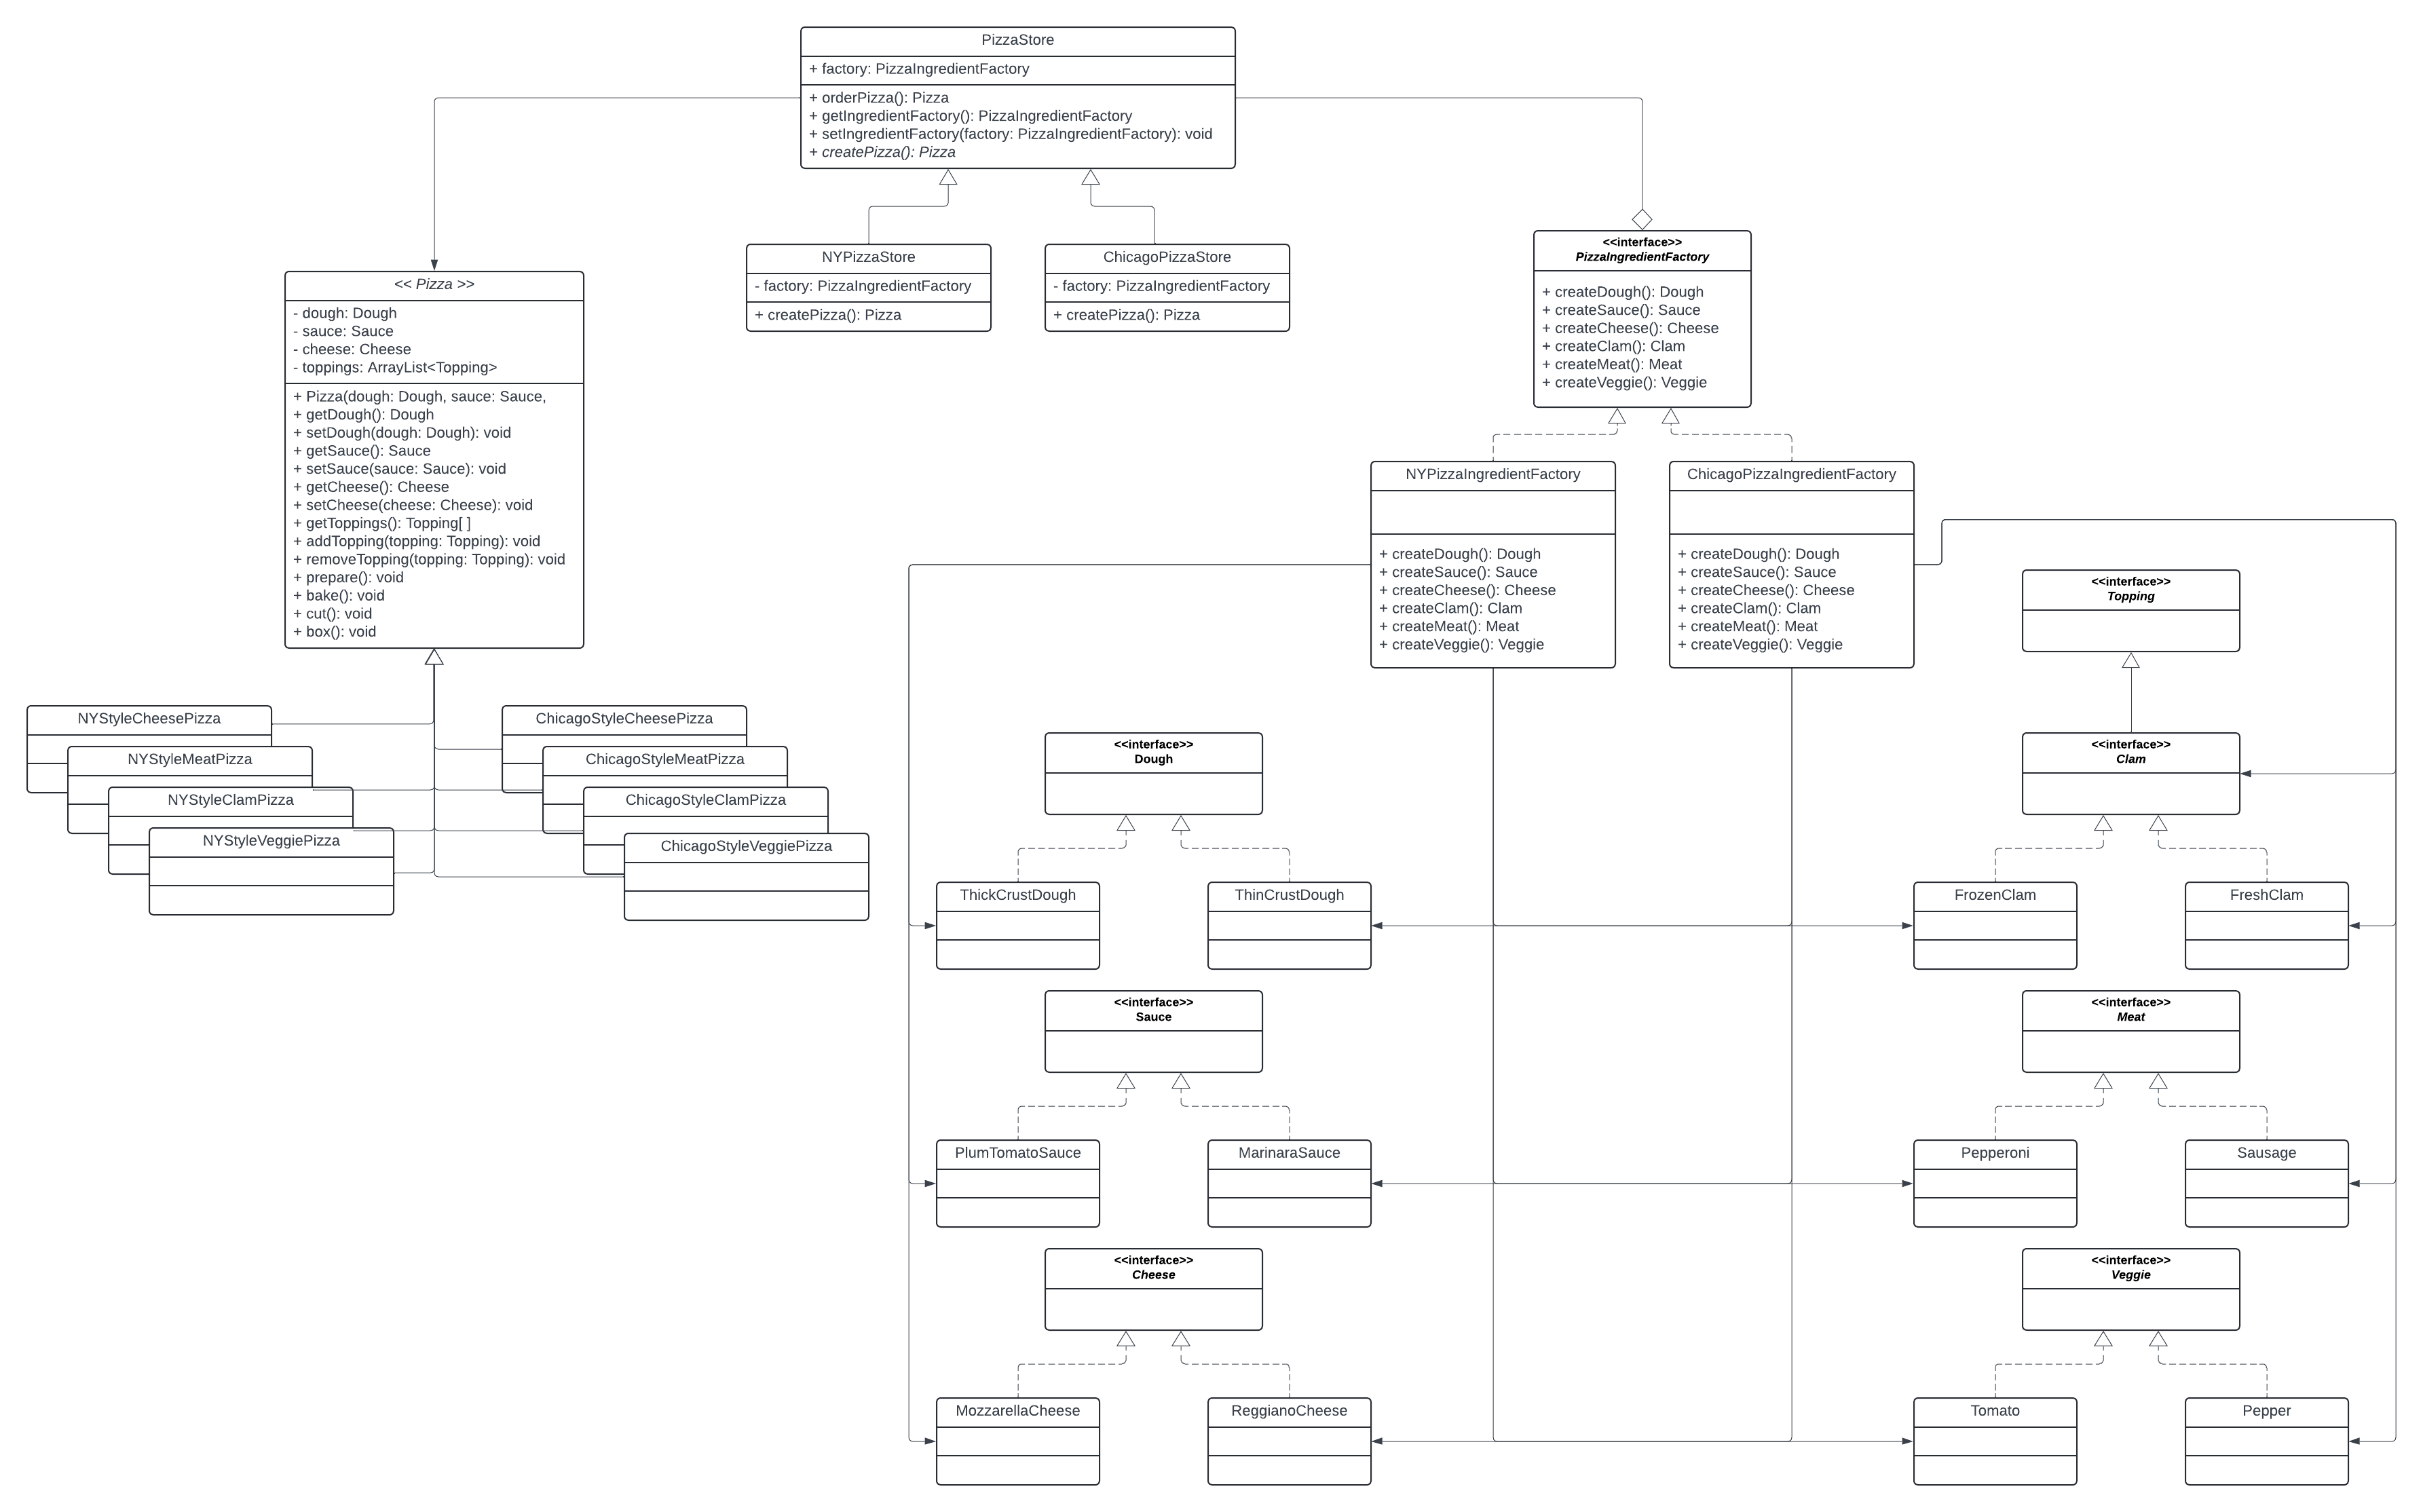 PizzaStore
+ factory: PizzaIngredientFactory
+ orderPizza(): Pizza
+ getIngredientFactory(): PizzaIngredientFactory
+ setIngredientFactory(factory: PizzaIngredientFactory): void
+ createPizza(): Pizza
NYPizzaStore
- factory: PizzaIngredientFactory
+ createPizza(): Pizza
ChicagoPizzaStore
- factory: PizzaIngredientFactory
+ createPizza(): Pizza
<<interface>>
PizzaIngredientFactory
+ createDough(): Dough
+ createSauce(): Sauce
+ createCheese(): Cheese
+ createClam(): Clam
+ createMeat(): Meat
+ createVeggie(): Veggie
<< Pizza >>
- dough: Dough
- sauce: Sauce
- cheese: Cheese
- toppings: ArrayList<Topping>
+ Pizza(dough: Dough, sauce: Sauce,
+ getDough(): Dough
+ setDough(dough: Dough): void
+ getSauce(): Sauce
+ setSauce(sauce: Sauce): void
+ getCheese(): Cheese
+ setCheese(cheese: Cheese): void
+ getToppings(): Topping[ ]
+ addTopping(topping: Topping): void
+ removeTopping(topping: Topping): void
+ prepare(): void
+ bake(): void
+ cut(): void
+ box(): void
NYPizzaIngredientFactory
+ createDough(): Dough
+ createSauce(): Sauce
+ createCheese(): Cheese
+ createClam(): Clam
+ createMeat(): Meat
+ createVeggie(): Veggie
ChicagoPizzaIngredientFactory
+ createDough(): Dough
+ createSauce(): Sauce
+ createCheese(): Cheese
+ createClam(): Clam
+ createMeat(): Meat
+ createVeggie(): Veggie
<<interface>>
Topping
NYStyleCheesePizza
NYStyleMeatPizza
NYStyleClamPizza
NYStyleVeggiePizza
ChicagoStyleCheesePizza
ChicagoStyleMeatPizza
ChicagoStyleClamPizza
ChicagoStyleVeggiePizza
<<interface>>
Dough
ThickCrustDough
ThinCrustDough
<<interface>>
Clam
FrozenClam
FreshClam
<<interface>>
Sauce
PlumTomatoSauce
MarinaraSauce
<<interface>>
Meat
Pepperoni
Sausage
<<interface>>
Cheese
MozzarellaCheese
ReggianoCheese
<<interface>>
Veggie
Tomato
Pepper